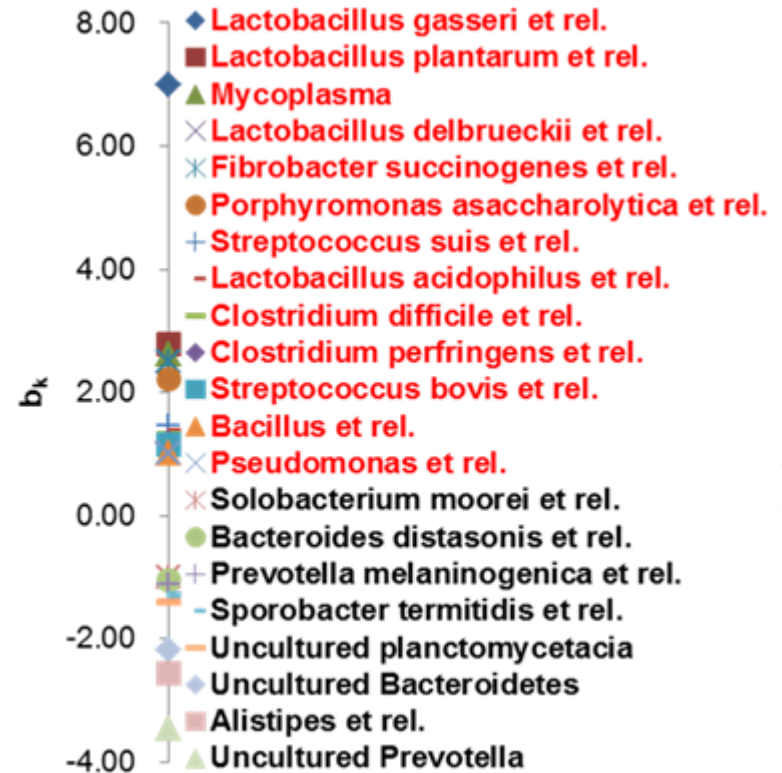 8.00
Lactobacillus gasseri et rel.
Lactobacillus plantarum et rel.
Mycoplasma
6.00
Lactobacillus delbrueckii et rel.
Fibrobacter succinogenes et rel.
Porphyromonas asaccharolytica et rel.
Streptococcus suis et rel.
4.00
Lactobacillus acidophilus et rel.
Clostridium difficile et rel.
Clostridium perfringens et rel.
bk
2.00
Streptococcus bovis et rel.
Bacillus et rel.
Pseudomonas et rel.
Solobacterium moorei et rel.
0.00
Bacteroides distasonis et rel.
Prevotella melaninogenica et rel.
Sporobacter termitidis et rel.
-2.00
Uncultured planctomycetacia
Uncultured Bacteroidetes
Alistipes et rel.
Uncultured Prevotella
-4.00